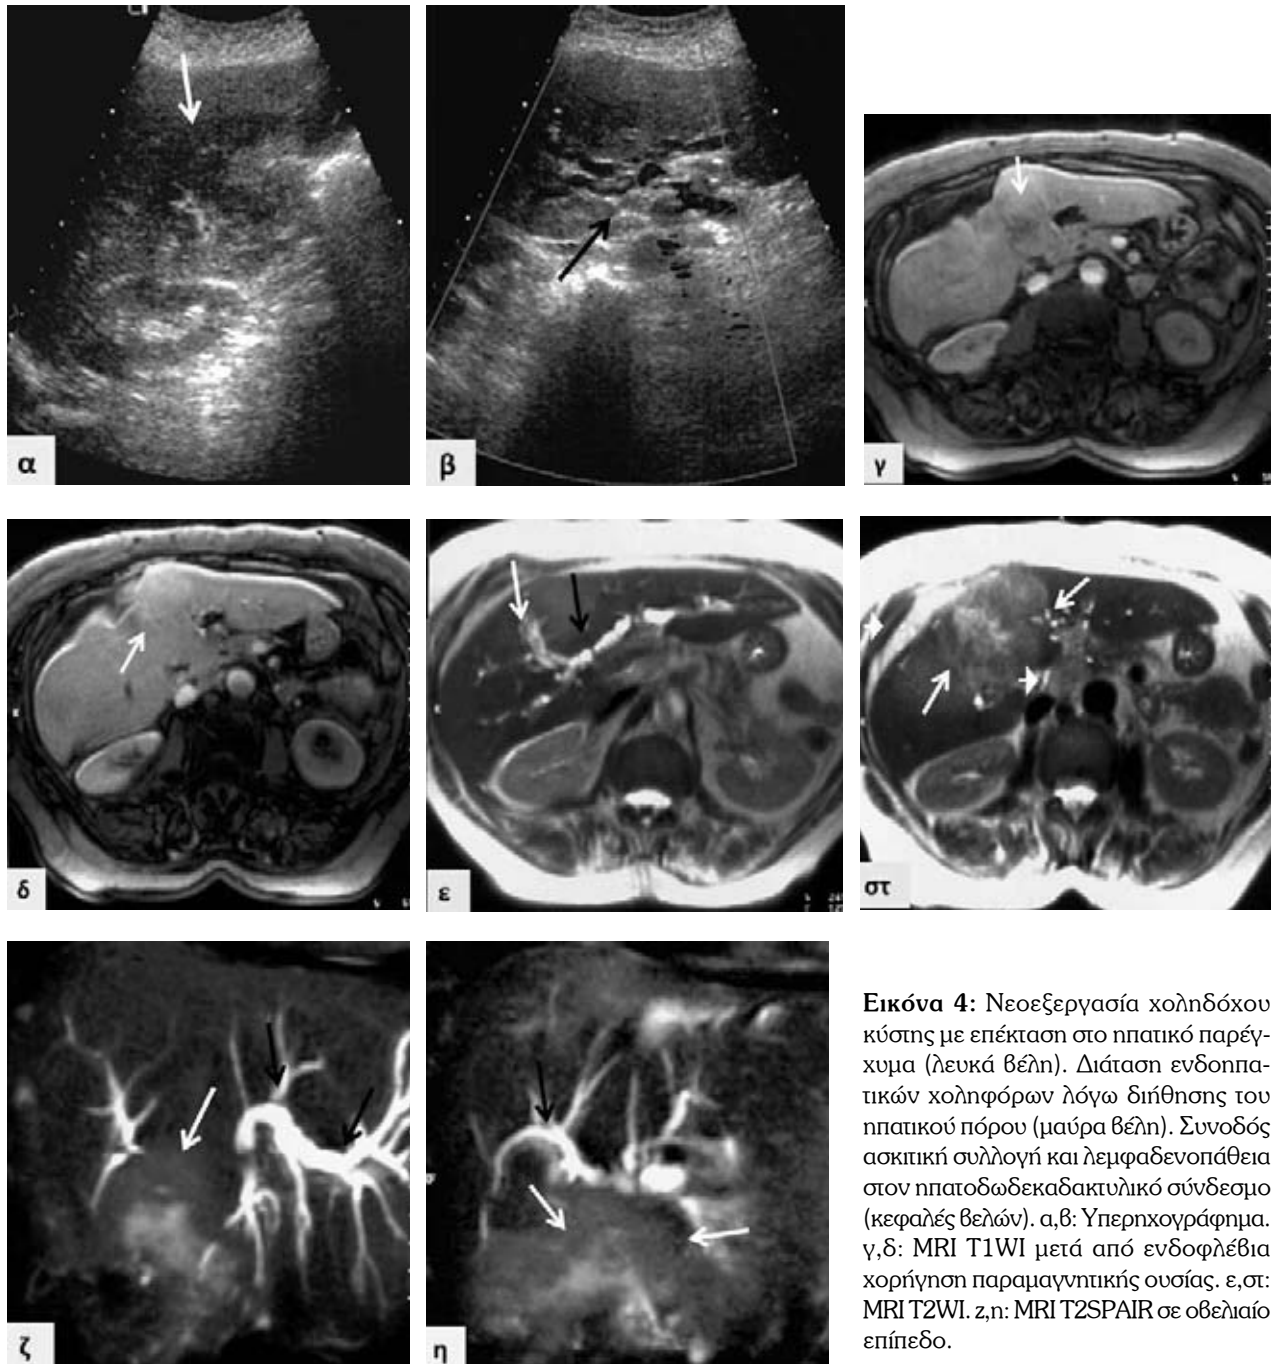 α
β
γ
δ
ε
στ
ζ
η
Εικόνα 4: Νεοεξεργασία χοληδόχου
κύστης με επέκταση στο ηπατικό παρέγ-
χυμα (λευκά βέλη). Διάταση ενδοηπα-
τικών χοληφόρων λόγω διήθησης του
ηπατικού πόρου (μαύρα βέλη). Συνοδός
ασκιτική συλλογή και λεμφαδενοπάθεια
στον ηπατοδωδεκαδακτυλικό σύνδεσμο
(κεφαλές βελών). α,β: Υπερηχογράφημα.
γ,δ: MRI T1WI μετά από ενδοφλέβια
χορήγηση παραμαγνητικής ουσίας. ε,στ:
MRI T2WI. z,η: MRI T2SPAIR σε οβελιαίο
επίπεδο.